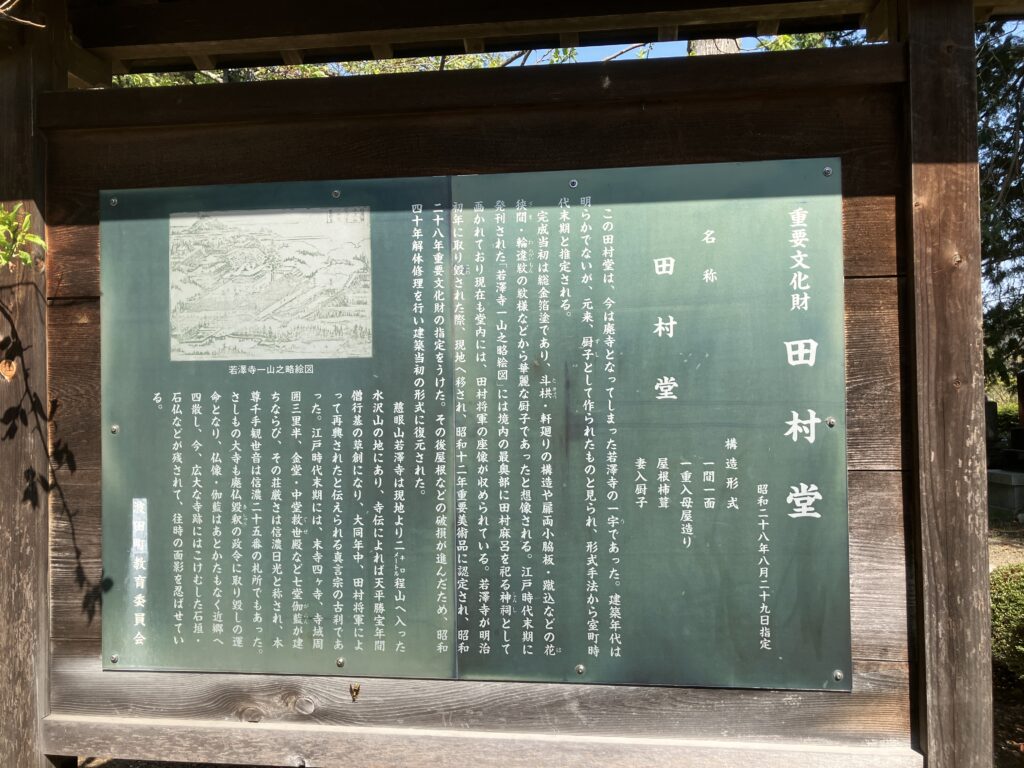 重要文化財 田村堂
昭和二十八年八月二十九日指定
構造形式
名称
田村堂
一間一面
一重入母屋造り
屋根柿葺
妻入厨子
この田村堂は、今は廃寺となってしまった若澤寺の一宇であった。建築年代は
明らかでないが、元来、厨子として作られたものと見られ、形式手法から室町時
代末期と推定される。
完成当初は総金箔塗であり、斗栱・軒廻りの構造や扉両小脇板・蹴込などの花
狭間・輪違紋の紋様などから華麗な厨子であったと想像される。江戸時代末期に
発刊された「若澤寺一山之略絵図」には境内の最奥部に田村麻呂を祀る神祠として
画かれており現在も堂内には、田村将軍の座像が収められている。若澤寺が明治
初年に取り毀された際、現地へ移され、昭和十二年重要美術品に認定され、昭和
二十八年重要文化財の指定をうけた。その後屋根などの破損が進んだため、昭和
四十年解体修理を行い建築当初の形式に復元された。
慈眼山若澤寺は現地より二キロ程山へ入った
水沢山の地にあり、寺伝によれば天平勝宝年間
僧行基の草創になり、大同年中、田村将軍によ
って再興されたと伝えられる真言宗の古刹であ
った。江戸時代末期には、末寺四ヶ寺、寺域周
囲三里半、金堂・中堂救世殿など七堂伽藍が建
ちならび、その荘厳さは信濃日光と称され、本
尊千手観世音は信濃二十五番の札所でもあった。
さしもの大寺も廃仏毀釈の政令に取り毀しの運
命となり、仏像・伽藍はあとかたもなく近郷へ
四散し、今、広大な寺跡にはこけむした石垣・
石仏などが残されて、往時の面影を忍ばせてい
る。
若澤寺一山之略絵図
教育委員会